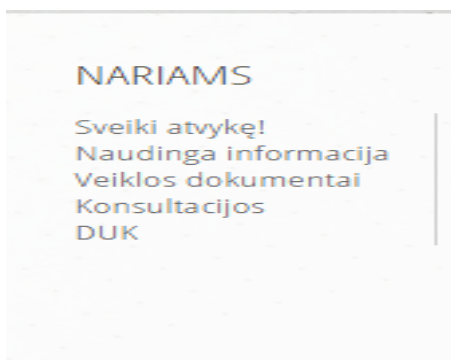 NARIAMS
Sveiki atvykę!
Naudinga informacija
Veiklos dokumentai
Konsultacijos
DUK